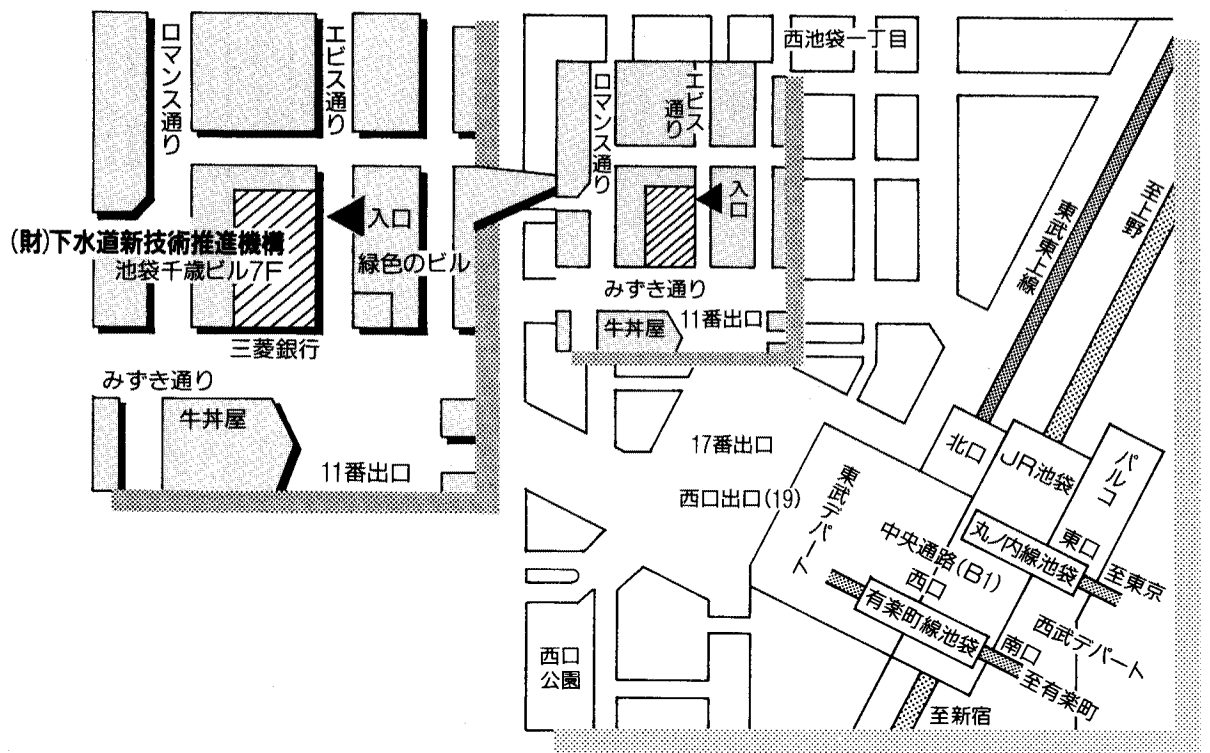 ロマンス通り
エビス通り
入口
(財)下水道新技術推進機構
池袋千歳ビル7F
緑色のビル
三菱銀行
みずき通り
牛丼屋
11番出口
西池袋一丁目
ロマンス通り
エビス通り
入口
みずき通り
牛丼屋
11番出口
17番出口
西口出口(19)
東武東上線
至上野
北口
JR池袋
パルコ
東武デパート
中央通路(B1)
丸ノ内線池袋
東口
至東京
西口
有楽町線池袋
西武デパート
南口
至有楽町
西口
公園
至新宿